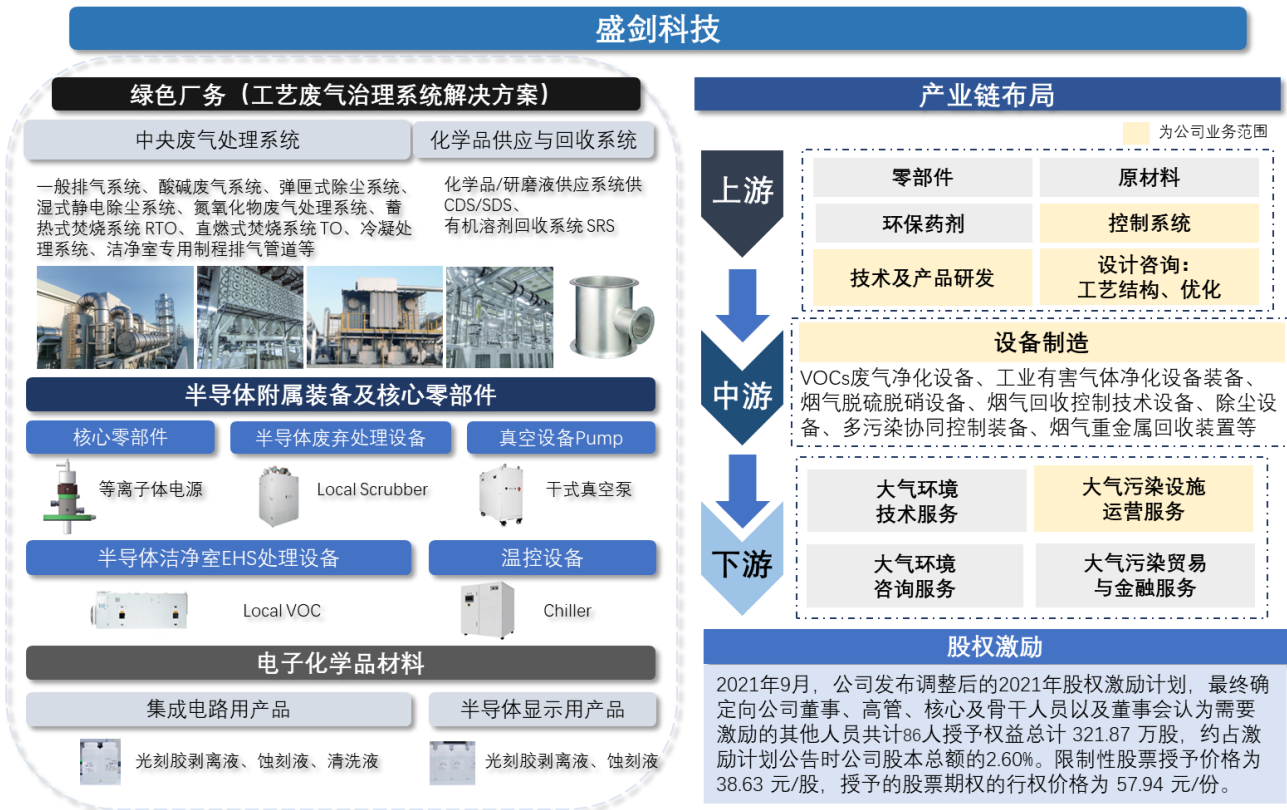 盛剑科技
绿色厂务（工艺废气治理系统解决方案）
中央废气处理系统
化学品供应与回收系统
一般排气系统、酸碱废气系统、弹匣式除尘系统、
湿式静电除尘系统、氮氧化物废气处理系统、蓄
热式焚烧系统 RTO、直燃式焚烧系统 TO、冷凝处
理系统、洁净室专用制程排气管道等
化学品/研磨液供应系统供
CDS/SDS、
有机溶剂回收系统 SRS
半导体附属装备及核心零部件
核心零部件
半导体废弃处理设备
真空设备Pump
等离子体电源
Local Scrubber
干式真空泵
半导体洁净室EHS处理设备
温控设备
Local VOC
Chiller
电子化学品材料
集成电路用产品
半导体显示用产品
光刻胶剥离液、蚀刻液、清洗液
光刻胶剥离液、蚀刻液
产业链布局
为公司业务范围
上游
零部件
原材料
环保药剂
控制系统
技术及产品研发
设计咨询：
工艺结构、优化
中游
设备制造
VOCs废气净化设备、工业有害气体净化设备装备、
烟气脱硫脱硝设备、烟气回收控制技术设备、除尘设
备、多污染协同控制装备、烟气重金属回收装置等
下游
大气环境
技术服务
大气污染设施
运营服务
大气环境
咨询服务
大气污染贸易
与金融服务
股权激励
2021年9月，公司发布调整后的2021年股权激励计划，最终确
定向公司董事、高管、核心及骨干人员以及董事会认为需要
激励的其他人员共计86人授予权益总计 321.87 万股，约占激
励计划公告时公司股本总额的2.60%。限制性股票授予价格为
38.63 元/股，授予的股票期权的行权价格为 57.94 元/份。